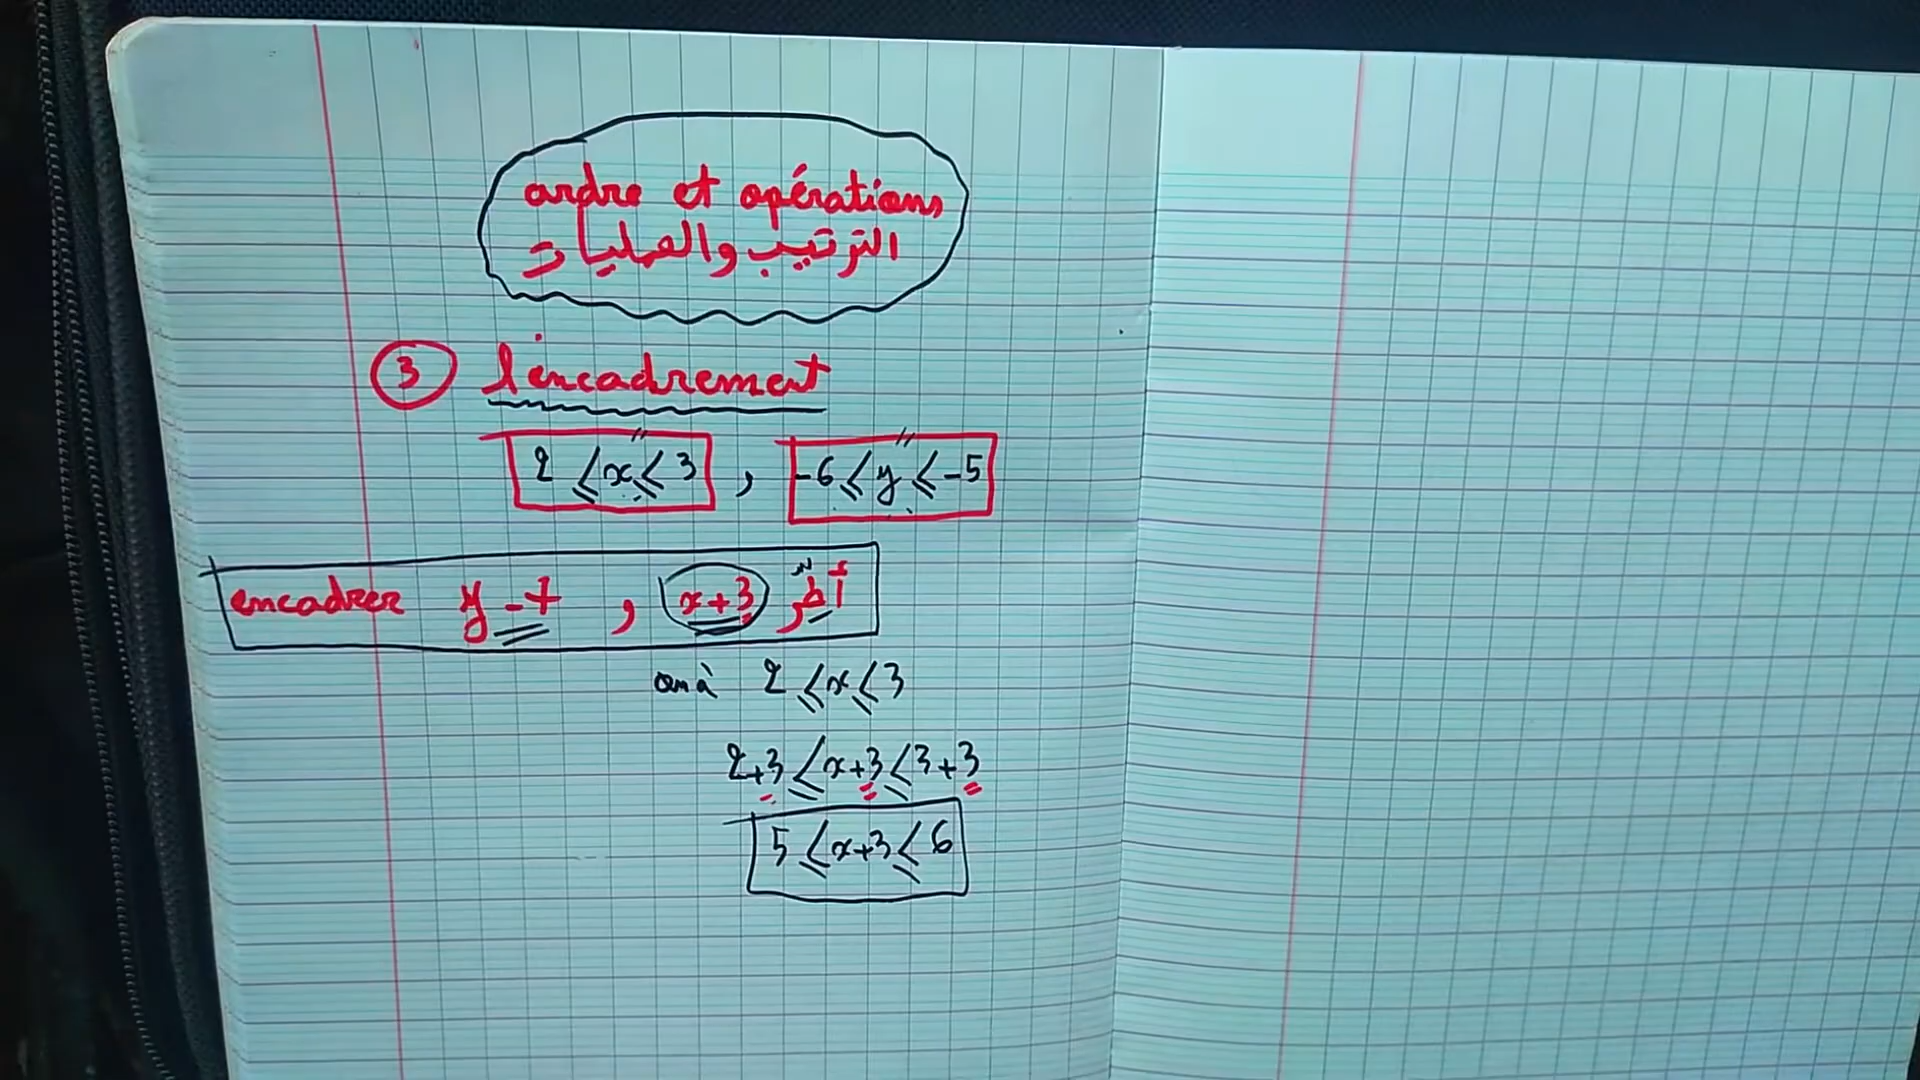 ordre et opérations
الترتيب والعمليات
3 l'encadrement
2 ⩽ x ⩽ 3 , -6 ⩽ y ⩽ -5
encadrer y-7 , x+3 أطر
on à 2 ⩽ x ⩽ 3
2+3 ⩽ x+3 ⩽ 3+3
5 ⩽ x+3 ⩽ 6